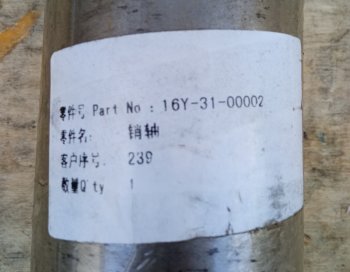 零件号 Part No : 16Y-31-00002
零件名: 销轴
客户序号: 239
数量Q'ty 1